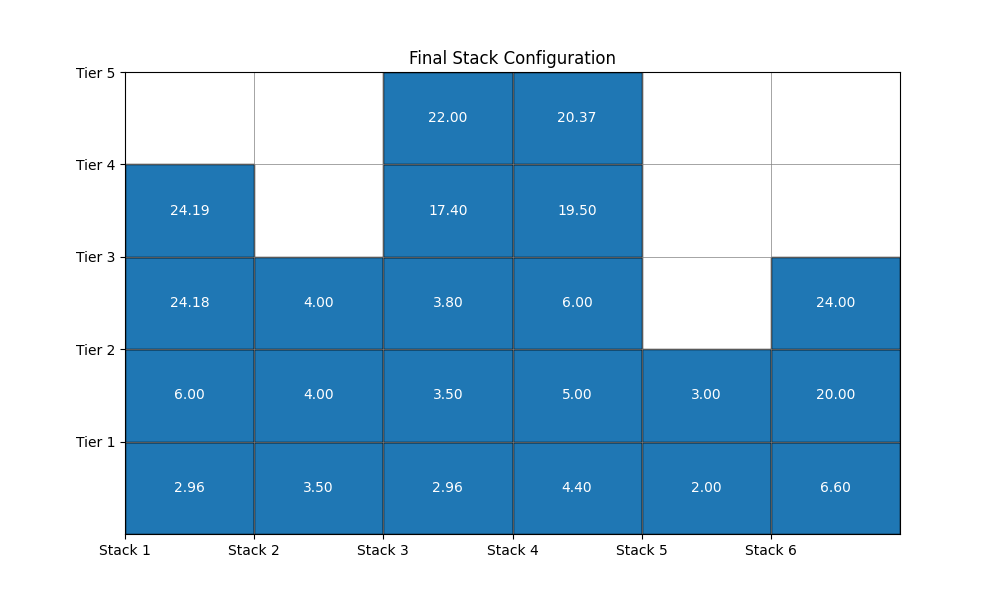 Final Stack Configuration
Tier 5
22.00 20.37
Tier 4
24.19 17.40 19.50
Tier 3
24.18 4.00 3.80 6.00 24.00
Tier 2
6.00 4.00 3.50 5.00 3.00 20.00
Tier 1
2.96 3.50 2.96 4.40 2.00 6.60
Stack 1 Stack 2 Stack 3 Stack 4 Stack 5 Stack 6